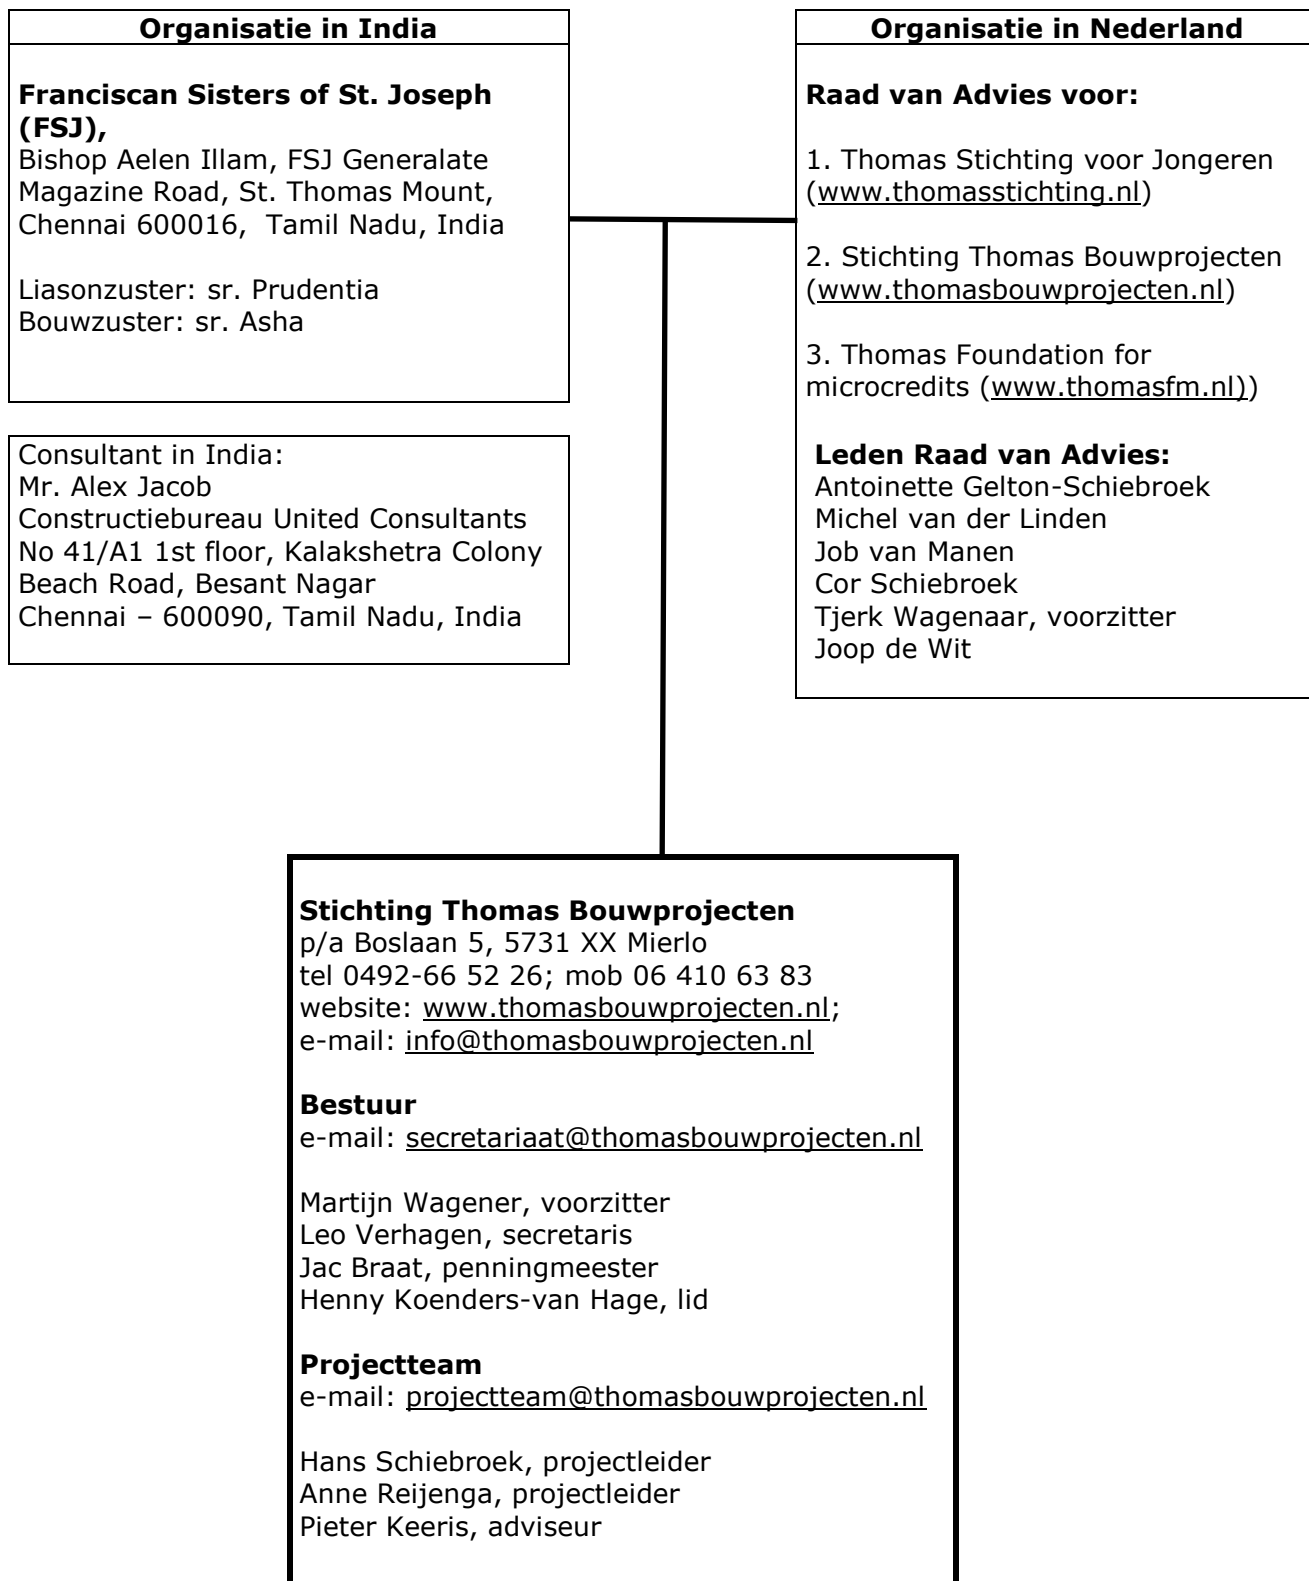 Organisatie in India
Franciscan Sisters of St. Joseph
(FSJ),
Bishop Aelen Illam, FSJ Generalate
Magazine Road, St. Thomas Mount,
Chennai 600016,  Tamil Nadu, India
Liasonzuster: sr. Prudentia
Bouwzuster: sr. Asha
Consultant in India:
Mr. Alex Jacob
Constructiebureau United Consultants
No 41/A1 1st floor, Kalakshetra Colony
Beach Road, Besant Nagar
Chennai – 600090, Tamil Nadu, India
Organisatie in Nederland
Raad van Advies voor:
1. Thomas Stichting voor Jongeren
(www.thomasstichting.nl)
2. Stichting Thomas Bouwprojecten
(www.thomasbouwprojecten.nl)
3. Thomas Foundation for
microcredits (www.thomasfm.nl))
Leden Raad van Advies:
Antoinette Gelton-Schiebroek
Michel van der Linden
Job van Manen
Cor Schiebroek
Tjerk Wagenaar, voorzitter
Joop de Wit
Stichting Thomas Bouwprojecten
p/a Boslaan 5, 5731 XX Mierlo
tel 0492-66 52 26; mob 06 410 63 83
website: www.thomasbouwprojecten.nl;
e-mail: info@thomasbouwprojecten.nl
Bestuur
e-mail: secretariaat@thomasbouwprojecten.nl
Martijn Wagener, voorzitter
Leo Verhagen, secretaris
Jac Braat, penningmeester
Henny Koenders-van Hage, lid
Projectteam
e-mail: projectteam@thomasbouwprojecten.nl
Hans Schiebroek, projectleider
Anne Reijenga, projectleider
Pieter Keeris, adviseur